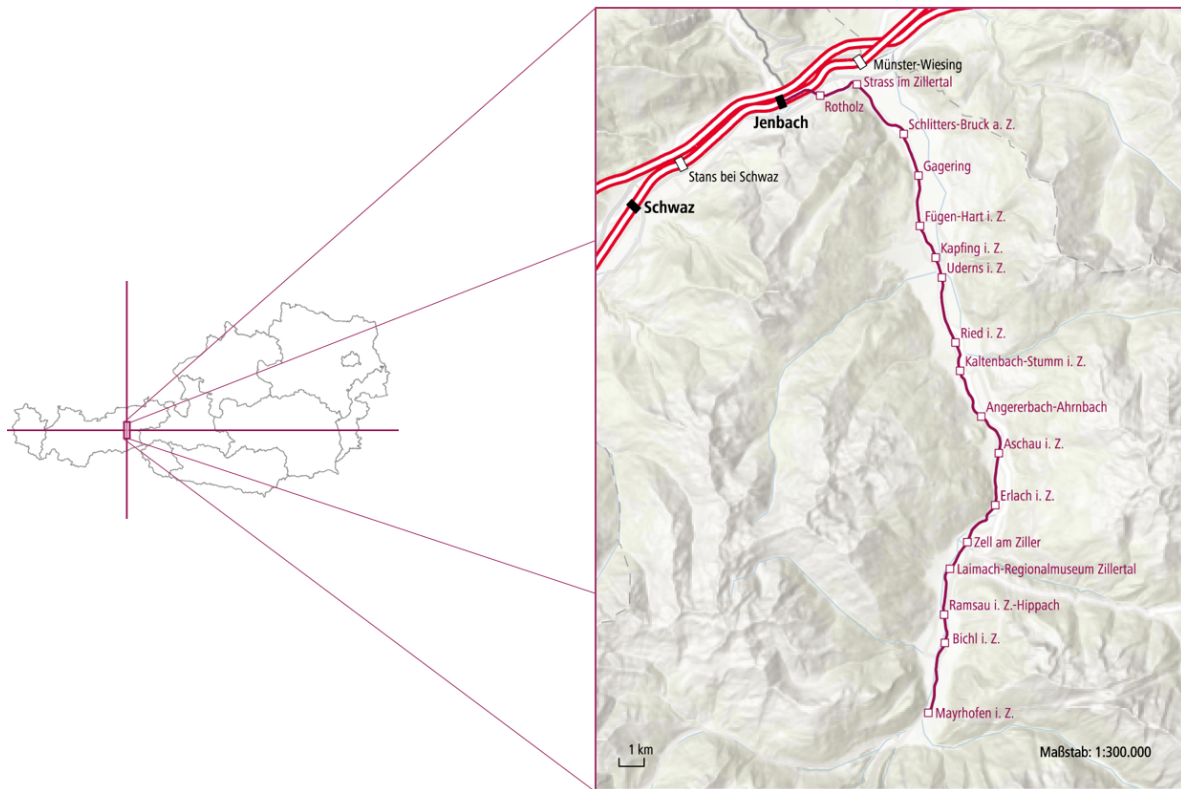 Münster-Wiesing
Strass im Zillertal
Rotholz
Jenbach
Schlitters-Bruck a. Z.
Stans bei Schwaz
Gagering
Schwaz
Fügen-Hart i. Z.
Kapfing i. Z.
Uderns i. Z.
Ried i. Z.
Kaltenbach-Stumm i. Z.
Angererbach-Ahrnbach
Aschau i. Z.
Erlach i. Z.
Zell am Ziller
Laimach-Regionalmuseum Zillertal
Ramsau i. Z.-Hippach
Bichl i. Z.
Mayrhofen i. Z.
1 km
Maßstab: 1:300.000